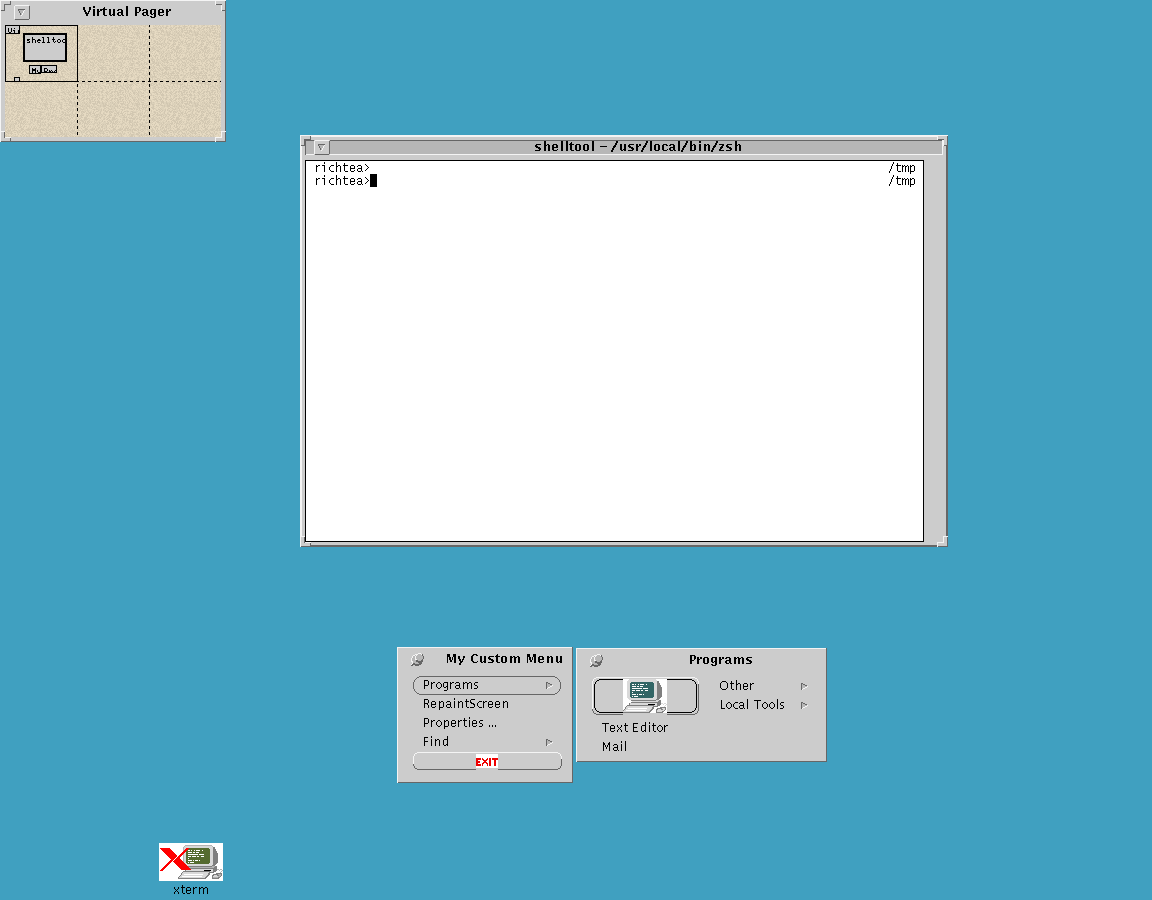 Virtual Pager
shelltoo
shelltool – /usr/local/bin/zsh
richtea> /tmp
richtea> /tmp
My Custom Menu
Programs
RepaintScreen
Properties ...
Find
EXIT
Programs
Other
Local Tools
Text Editor
Mail
xterm